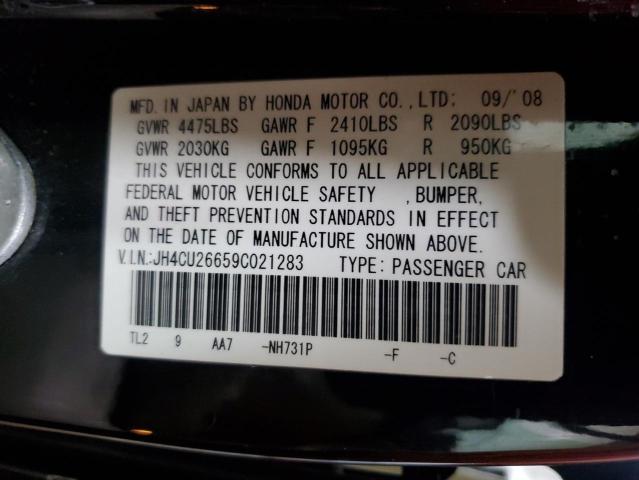 MFD. IN JAPAN BY HONDA MOTOR CO., LTD: 09/'08
GVWR 4475LBS GAWR F 2410LBS R 2090LBS
GVWR 2030KG GAWR F 1095KG R 950KG
THIS VEHICLE CONFORMS TO ALL APPLICABLE
FEDERAL MOTOR VEHICLE SAFETY , BUMPER,
AND THEFT PREVENTION STANDARDS IN EFFECT
ON THE DATE OF MANUFACTURE SHOWN ABOVE.
V.I.N.:JH4CU26659C021283 TYPE: PASSENGER CAR
TL2 9 AA7 -NH731P -F -C